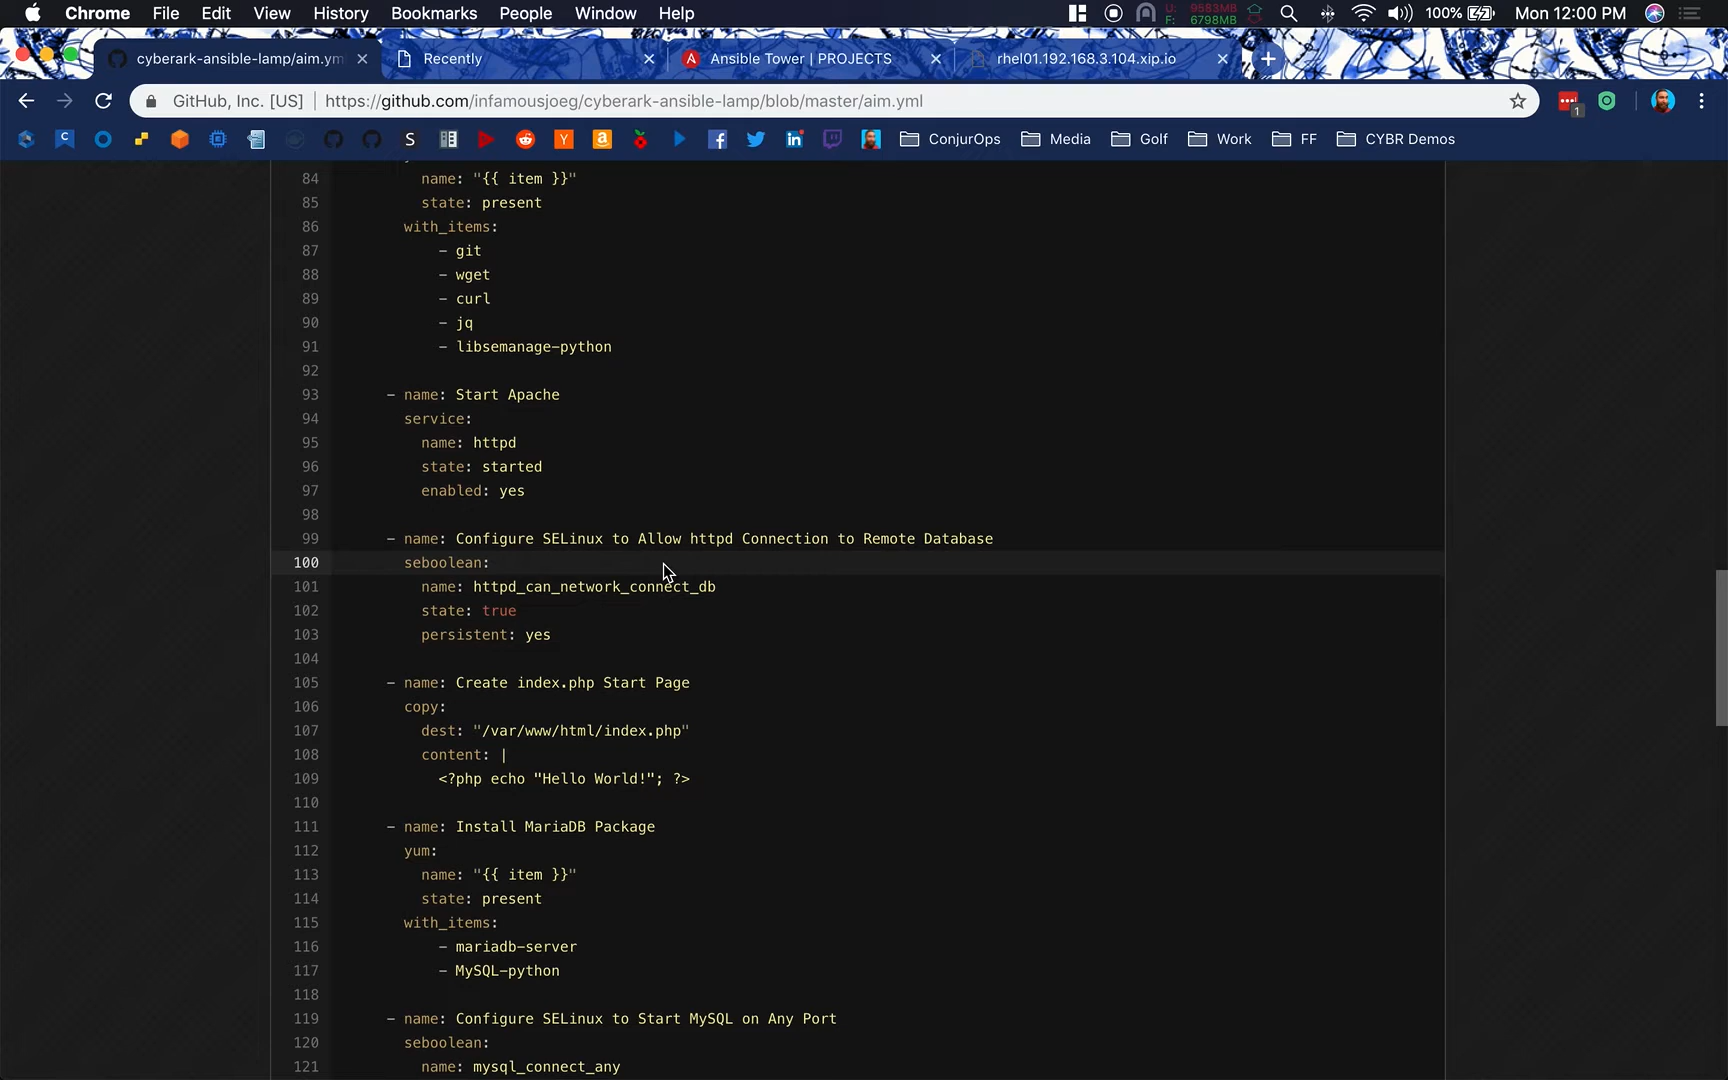 Chrome File Edit View History Bookmarks People Window Help U: 9583MB F: 6798MB 100% Mon 12:00 PM
cyberark-ansible-lamp/aim.yml Recently Ansible Tower | PROJECTS rhel01.192.168.3.104.xip.io
GitHub, Inc. [US] https://github.com/infamousjoeg/cyberark-ansible-lamp/blob/master/aim.yml 1
ConjurOps Media Golf Work FF CYBR Demos
84 name: "{{ item }}"
85 state: present
86 with_items:
87 - git
88 - wget
89 - curl
90 - jq
91 - libsemanage-python
92
93 - name: Start Apache
94 service:
95 name: httpd
96 state: started
97 enabled: yes
98
99 - name: Configure SELinux to Allow httpd Connection to Remote Database
100 seboolean:
101 name: httpd_can_network_connect_db
102 state: true
103 persistent: yes
104
105 - name: Create index.php Start Page
106 copy:
107 dest: "/var/www/html/index.php"
108 content: |
109 <?php echo "Hello World!"; ?>
110
111 - name: Install MariaDB Package
112 yum:
113 name: "{{ item }}"
114 state: present
115 with_items:
116 - mariadb-server
117 - MySQL-python
118
119 - name: Configure SELinux to Start MySQL on Any Port
120 seboolean:
121 name: mysql_connect_any